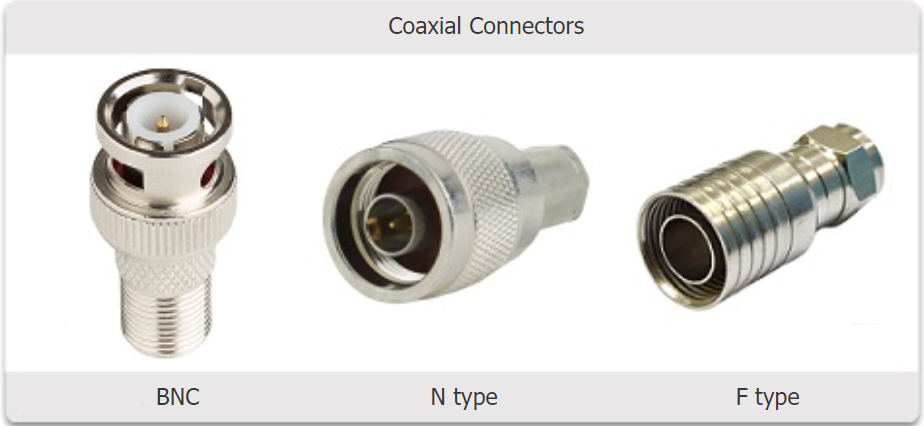 Coaxial Connectors
BNC
N type
F type